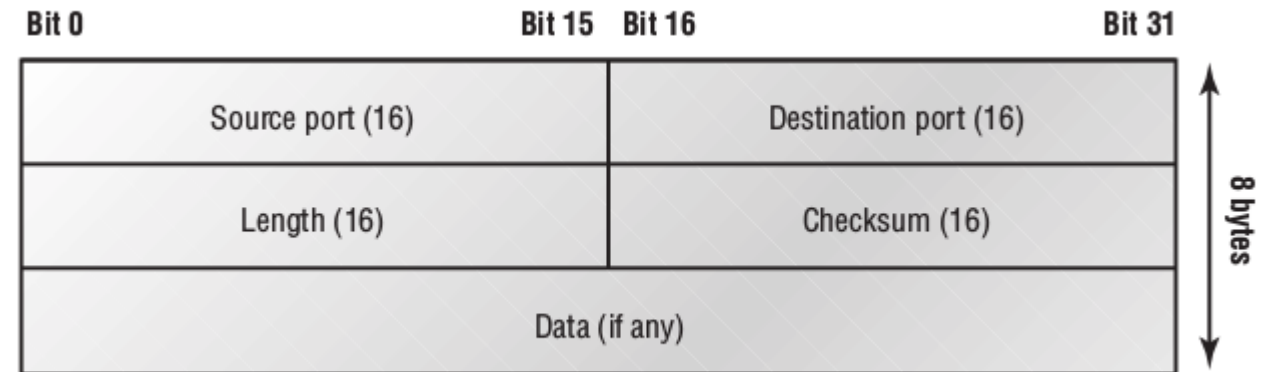 Bit 0 Bit 15 Bit 16 Bit 31
Source port (16) Destination port (16)
Length (16) Checksum (16)
Data (if any)
8 bytes